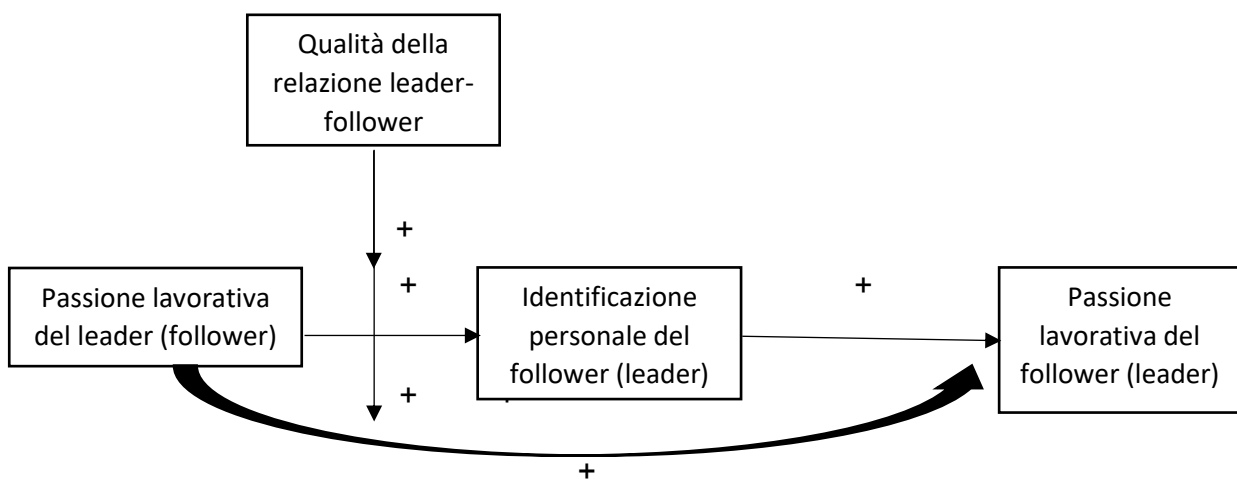 Qualità della
relazione leader-
follower
+
+
+
Passione lavorativa
del leader (follower)
Identificazione
personale del
follower (leader)
Passione
lavorativa del
follower (leader)
+
+